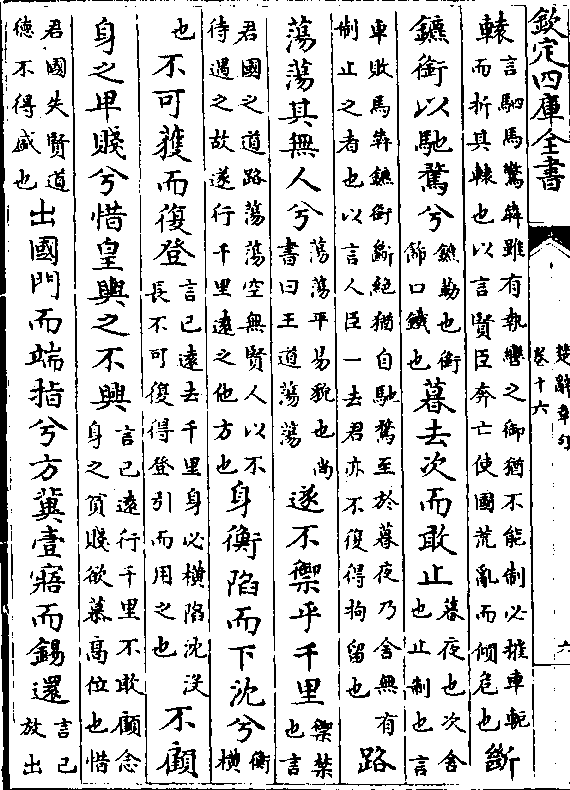 欽定四庫全書
楚辭章句
卷十六
六
轅言駟馬驚犇雖有執轡之御猶不能制必摧車軛而折其轅也以言賢臣奔亡使國荒亂而傾危也斷
鑣銜以馳騖兮鑣勒也銜飾口鐵也暮去次而敢止暮夜也次舍也止制也言
車敗馬犇鑣銜斷絕猶自馳騖至於暮夜乃舍無有制止之者也以言人臣一去君亦不復得拘留也路
蕩蕩其無人兮蕩蕩平易貌也尚書曰王道蕩蕩遂不禦乎千里禦禁也言
君國之道路蕩蕩空無賢人以不待遇之故遂行千里遠之他方也身衡陷而下沈兮衡橫
也不可獲而復登言已遠去千里身必橫陷沈没長不可復得登引而用之也不顧
身之卑賤兮惜皇輿之不興言已遠行千里不敢顧念身之貧賤欲慕高位也惜
君國失賢道德不得盛也出國門而端指兮方冀壹寤而錫還言已放出